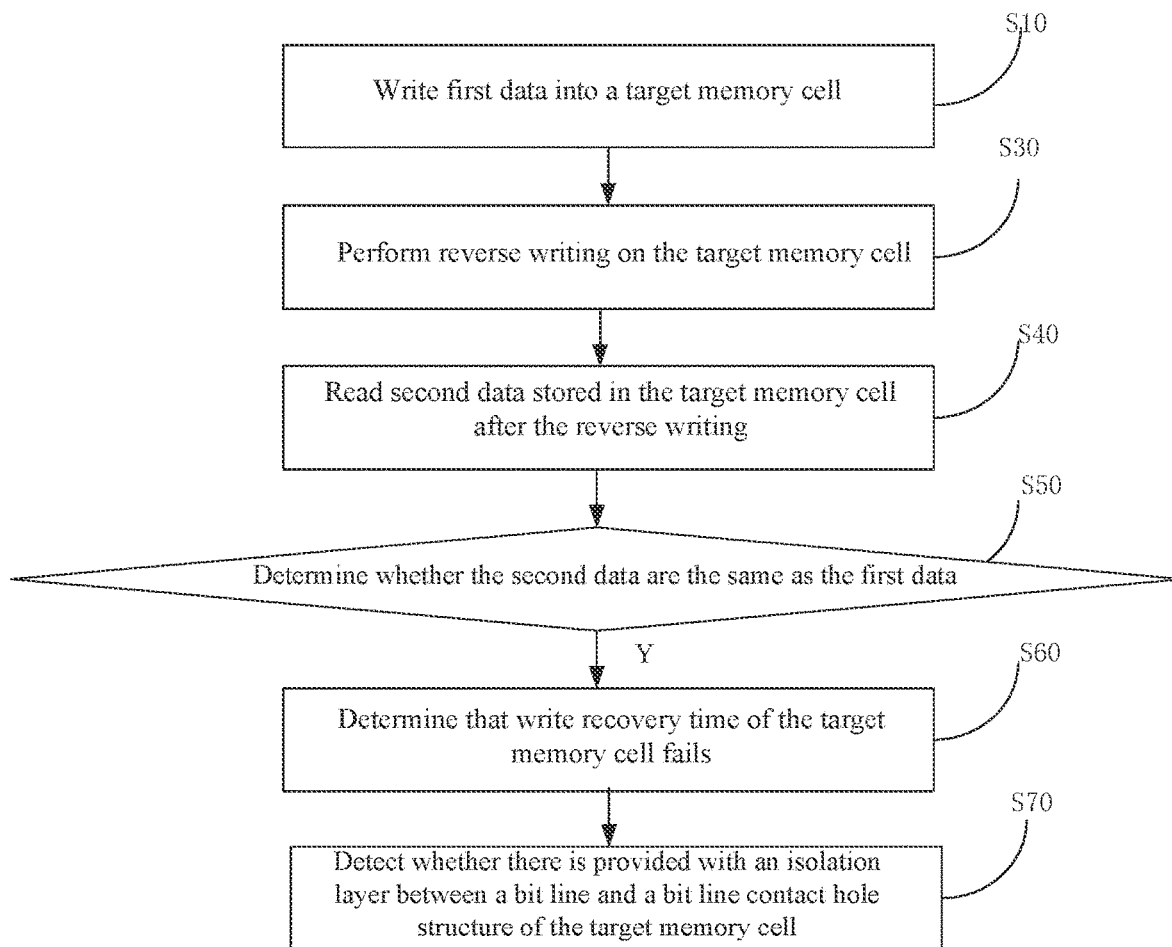 S10
Write first data into a target memory cell
S30
Perform reverse writing on the target memory cell
S40
Read second data stored in the target memory cell
after the reverse writing
S50
Determine whether the second data are the same as the first data
Y
S60
Determine that write recovery time of the target
memory cell fails
S70
Detect whether there is provided with an isolation
layer between a bit line and a bit line contact hole
structure of the target memory cell